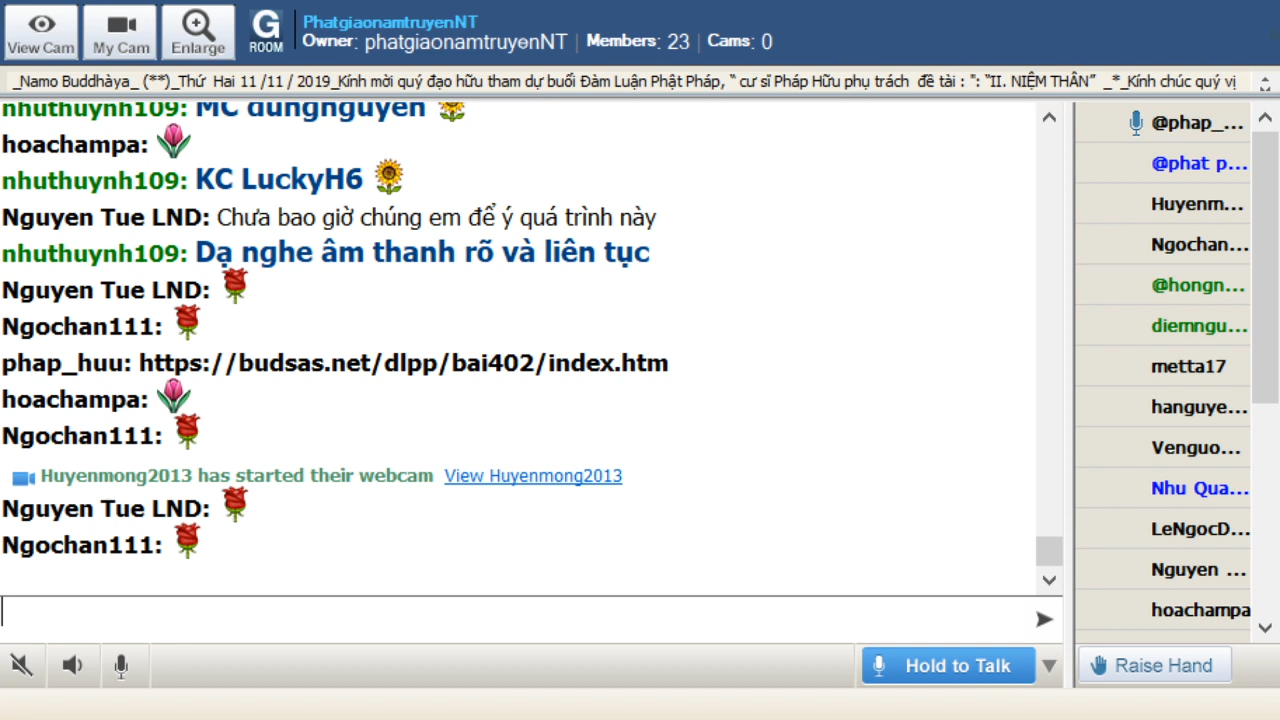 View Cam
My Cam
Enlarge
G ROOM
PhatgiaonamtruyenNT
Owner: phatgiaonamtruyenNT | Members: 23 | Cams: 0
_Namo Buddhàya_ (**)_Thứ Hai 11 /11 / 2019_Kính mời quý đạo hữu tham dự buổi Đàm Luận Phật Pháp, “ cư sĩ Pháp Hữu phụ trách đề tài : ": “II. NIỆM THÂN” _*_Kính chúc quý vị
nhuthuynh109: MC dungnguyen
hoachampa:
nhuthuynh109: KC LuckyH6
Nguyen Tue LND: Chưa bao giờ chúng em để ý quá trình này
nhuthuynh109: Dạ nghe âm thanh rõ và liên tục
Nguyen Tue LND:
Ngochan111:
phap_huu: https://budsas.net/dlpp/bai402/index.htm
hoachampa:
Ngochan111:
Huyenmong2013 has started their webcam View Huyenmong2013
Nguyen Tue LND:
Ngochan111:
Hold to Talk
@phap_...
@phat p...
Huyenm...
Ngochan...
@hongn...
diemngu...
metta17
hanguye...
Venguo...
Nhu Qua...
LeNgocD...
Nguyen ...
hoachampa
Raise Hand